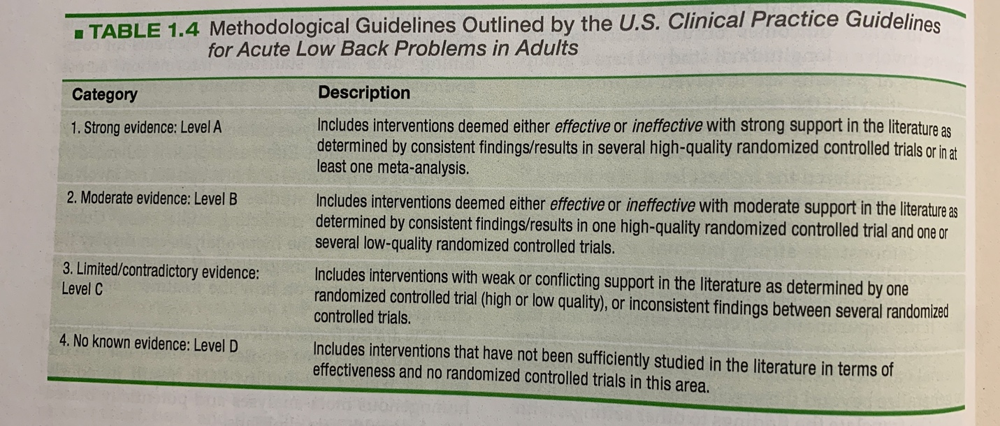 ■ TABLE 1.4 Methodological Guidelines Outlined by the U.S. Clinical Practice Guidelines
for Acute Low Back Problems in Adults
Category Description
1. Strong evidence: Level A Includes interventions deemed either effective or ineffective with strong support in the literature as
determined by consistent findings/results in several high-quality randomized controlled trials or in at
least one meta-analysis.
2. Moderate evidence: Level B Includes interventions deemed either effective or ineffective with moderate support in the literature as
determined by consistent findings/results in one high-quality randomized controlled trial and one or
several low-quality randomized controlled trials.
3. Limited/contradictory evidence: Includes interventions with weak or conflicting support in the literature as determined by one
Level C randomized controlled trial (high or low quality), or inconsistent findings between several randomized
controlled trials.
4. No known evidence: Level D Includes interventions that have not been sufficiently studied in the literature in terms of
effectiveness and no randomized controlled trials in this area.